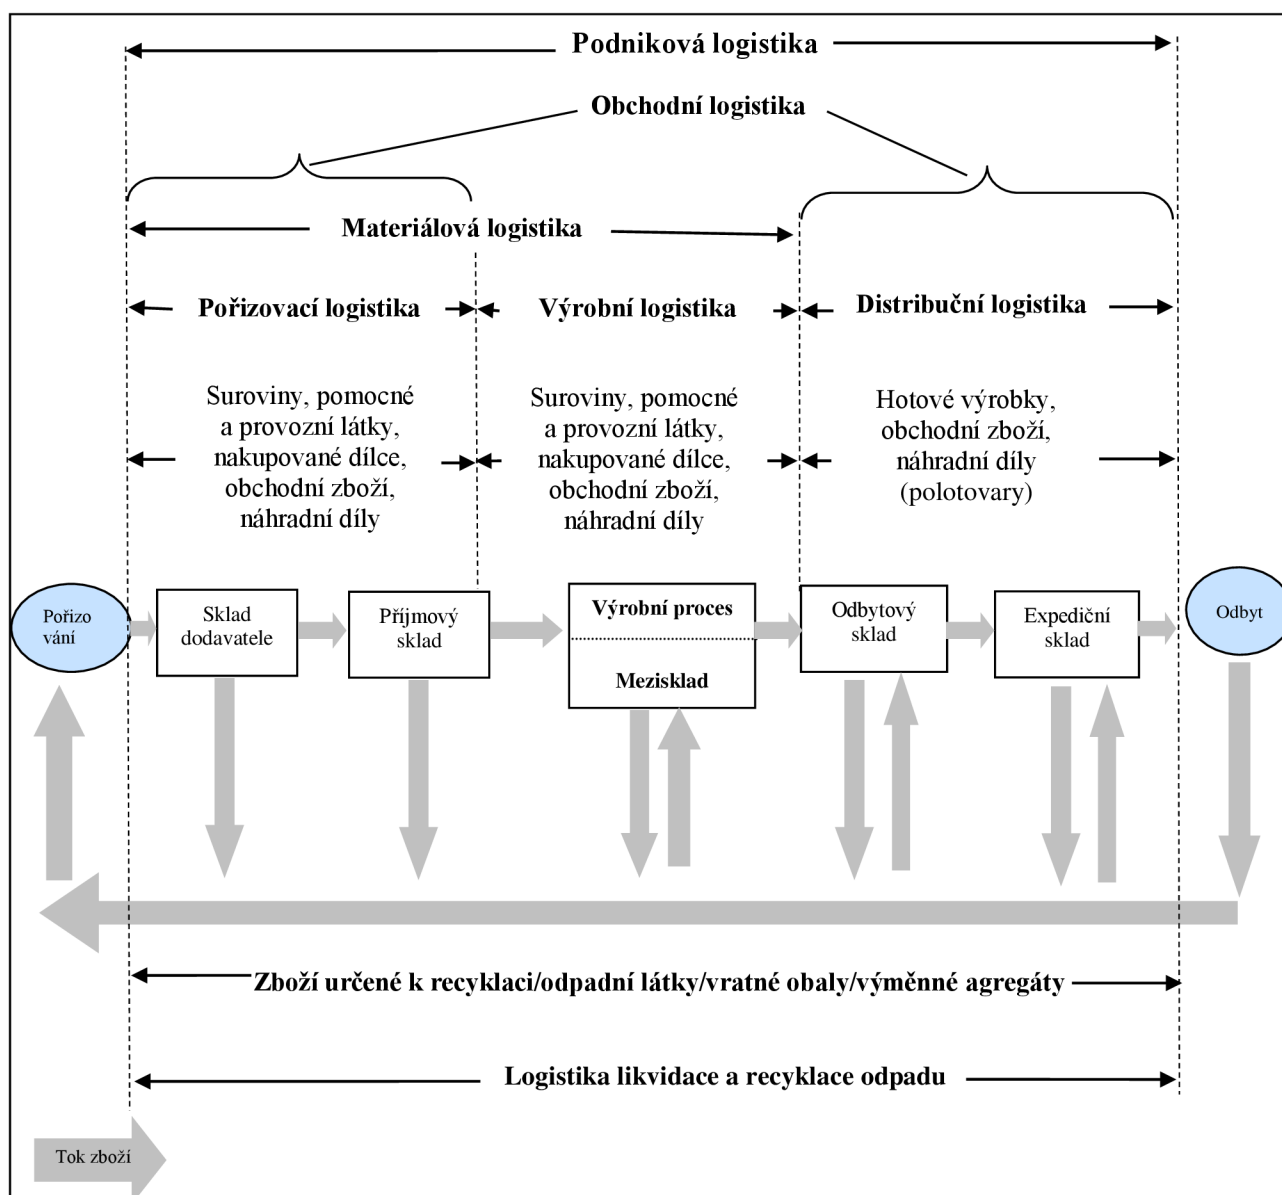 Podniková logistika
Obchodní logistika
Materiálová logistika
Pořizovací logistika
Výrobní logistika
Distribuční logistika
Suroviny, pomocné
a provozní látky,
nakupované dílce,
obchodní zboží,
náhradní díly
Suroviny, pomocné
a provozní látky,
nakupované dílce,
obchodní zboží,
náhradní díly
Hotové výrobky,
obchodní zboží,
náhradní díly
(polotovary)
Pořizo
vání
Sklad
dodavatele
Příjmový
sklad
Výrobní proces
Mezisklad
Odbytový
sklad
Expediční
sklad
Odbyt
Zboží určené k recyklaci/odpadní látky/vratné obaly/výměnné agregáty
Logistika likvidace a recyklace odpadu
Tok zboží